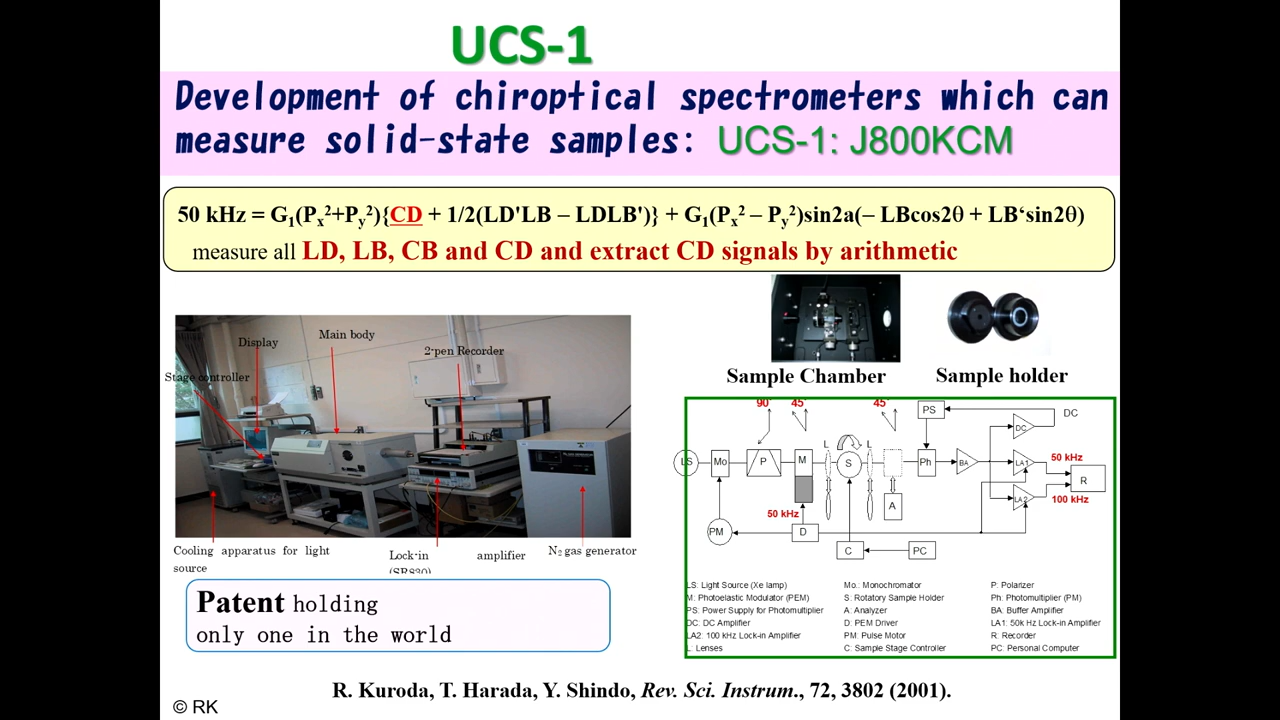 UCS-1
Development of chiroptical spectrometers which can
measure solid-state samples: UCS-1: J800KCM
50 kHz = G₁(Pₓ²+Pᵧ²){CD + 1/2(LD'LB – LDLB')} + G₁(Pₓ² – Pᵧ²)sin2a(– LBcos2θ + LB‘sin2θ)
measure all LD, LB, CB and CD and extract CD signals by arithmetic
Display
Main body
2-pen Recorder
Stage controller
Cooling apparatus for light
source
Lock-in amplifier
(SR830)
N₂ gas generator
Sample Chamber
Sample holder
90°
45°
45°
PS
DC
DC
L
L
LS
Mo
P
M
S
Ph
BA
LA1
50 kHz
R
LA2
100 kHz
A
50 kHz
PM
D
C
PC
LS: Light Source (Xe lamp)
Mo.: Monochromator
P: Polarizer
M: Photoelastic Modulator (PEM)
S: Rotatory Sample Holder
Ph: Photomultiplier (PM)
PS: Power Supply for Photomultiplier
A: Analyzer
BA: Buffer Amplifier
DC: DC Amplifier
D: PEM Driver
LA1: 50k Hz Lock-in Amplifier
LA2: 100 kHz Lock-in Amplifier
PM: Pulse Motor
R: Recorder
L: Lenses
C: Sample Stage Controller
PC: Personal Computer
Patent holding
only one in the world
R. Kuroda, T. Harada, Y. Shindo, Rev. Sci. Instrum., 72, 3802 (2001).
© RK